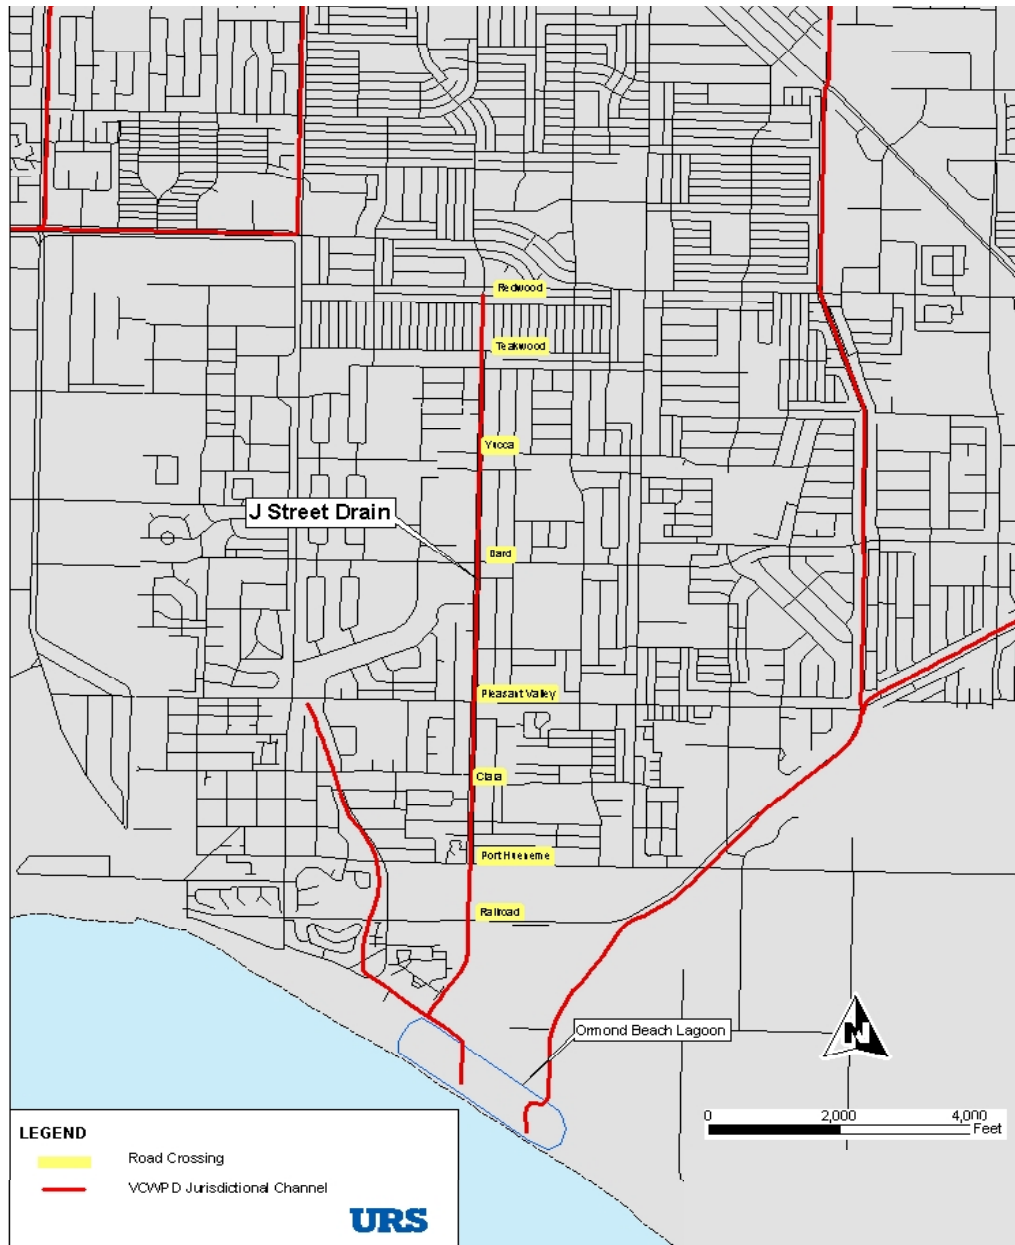 Redwood
Teakwood
Yucca
J Street Drain
Bard
Pleasant Valley
Clara
Port Hueneme
Railroad
Ormond Beach Lagoon
N
0 2,000 4,000
Feet
LEGEND
Road Crossing
VCWPD Jurisdictional Channel
URS